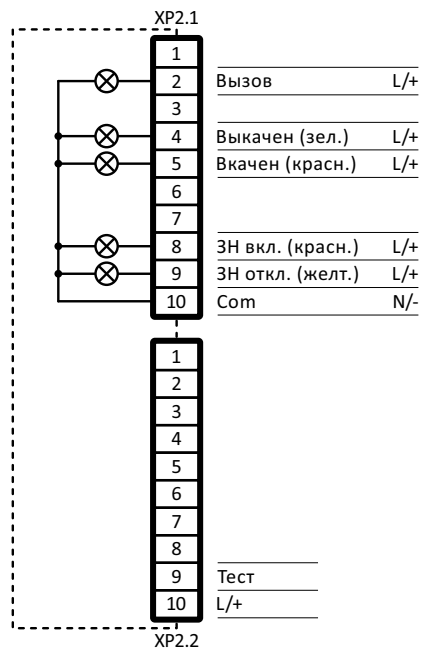 XP2.1
1
2 Вызов L/+
3
4 Выкачен (зел.) L/+
5 Вкачен (красн.) L/+
6
7
8 ЗН вкл. (красн.) L/+
9 ЗН откл. (желт.) L/+
10 Com N/-
1
2
3
4
5
6
7
8
9 Тест
10 L/+
XP2.2